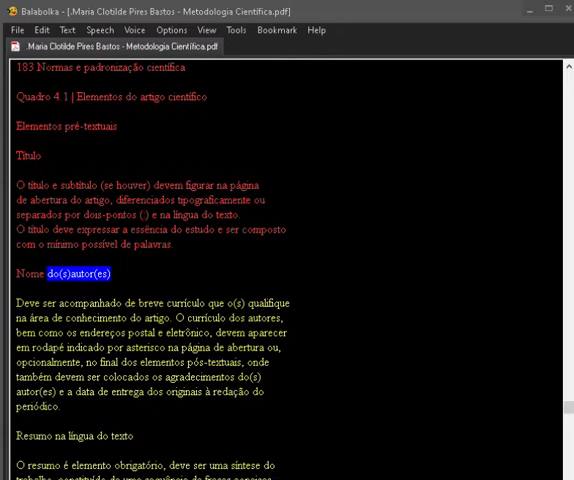 Balabolka - [.Maria Clotilde Pires Bastos - Metodologia Científica.pdf]
File Edit Text Speech Voice Options View Tools Bookmark Help
.Maria Clotilde Pires Bastos - Metodologia Científica.pdf
183 Normas e padronização científica
Quadro 4.1 | Elementos do artigo científico
Elementos pré-textuais
Título
O título e subtítulo (se houver) devem figurar na página
de abertura do artigo, diferenciados tipograficamente ou
separados por dois-pontos (:) e na língua do texto.
O título deve expressar a essência do estudo e ser composto
com o mínimo possível de palavras.
Nome do(s)autor(es)
Deve ser acompanhado de breve currículo que o(s) qualifique
na área de conhecimento do artigo. O currículo dos autores,
bem como os endereços postal e eletrônico, devem aparecer
em rodapé indicado por asterisco na página de abertura ou,
opcionalmente, no final dos elementos pós-textuais, onde
também devem ser colocados os agradecimentos do(s)
autor(es) e a data de entrega dos originais à redação do
periódico.
Resumo na língua do texto
O resumo é elemento obrigatório, deve ser uma síntese do